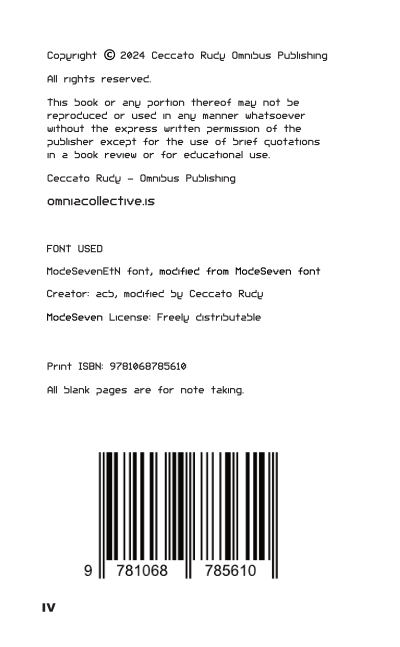 Copyright © 2024 Ceccato Rudy Omnibus Publishing
All rights reserved.
This book or any portion thereof may not be
reproduced or used in any manner whatsoever
without the express written permission of the
publisher except for the use of brief quotations
in a book review or for educational use.
Ceccato Rudy – Omnibus Publishing
omniacollective.is
FONT USED
ModeSevenEtN font, modified from ModeSeven font
Creator: acb, modified by Ceccato Rudy
ModeSeven License: Freely distributable
Print ISBN: 9781068785610
All blank pages are for note taking.
9 781068 785610
IV